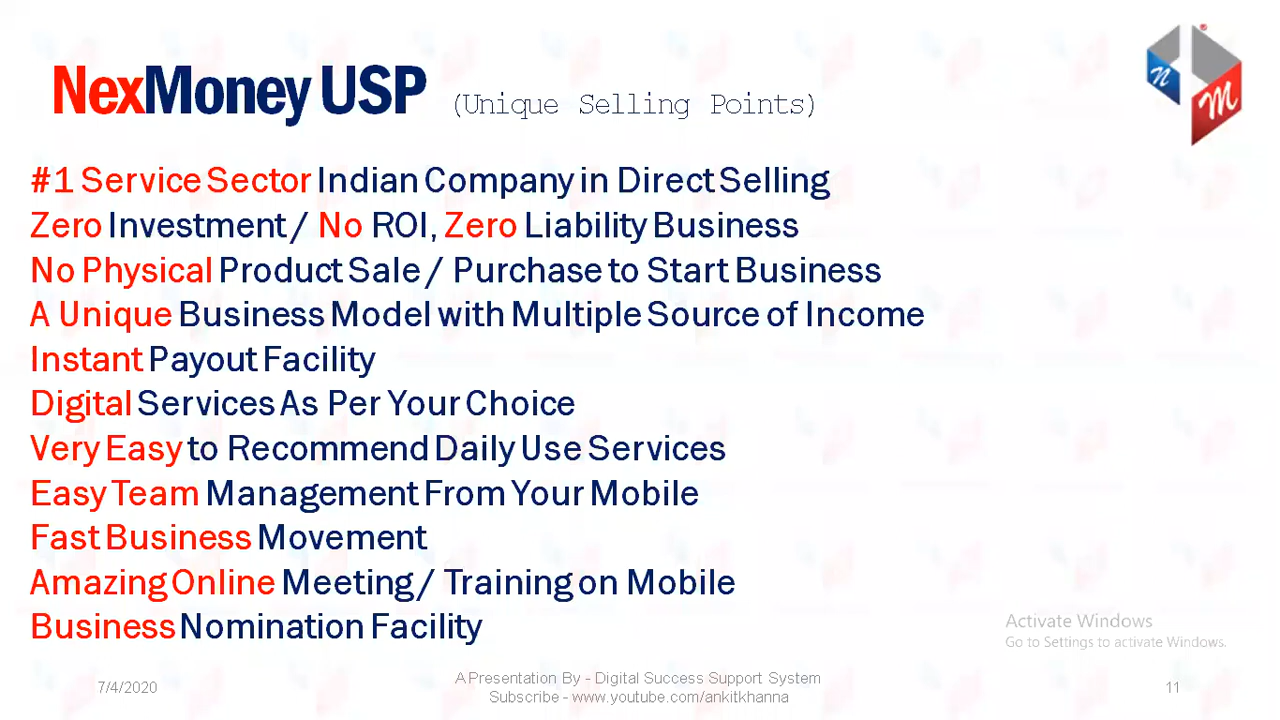 NexMoney USP (Unique Selling Points)
n
m
#1 Service Sector Indian Company in Direct Selling
Zero Investment / No ROI, Zero Liability Business
No Physical Product Sale / Purchase to Start Business
A Unique Business Model with Multiple Source of Income
Instant Payout Facility
Digital Services As Per Your Choice
Very Easy to Recommend Daily Use Services
Easy Team Management From Your Mobile
Fast Business Movement
Amazing Online Meeting / Training on Mobile
Business Nomination Facility
Activate Windows
Go to Settings to activate Windows.
7/4/2020
A Presentation By - Digital Success Support System
Subscribe - www.youtube.com/ankitkhanna
11